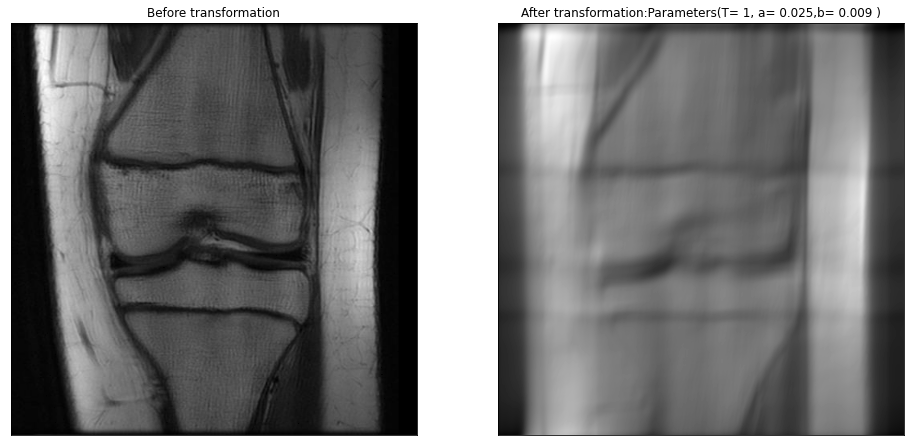 Before transformation
After transformation:Parameters(T= 1, a= 0.025,b= 0.009 )